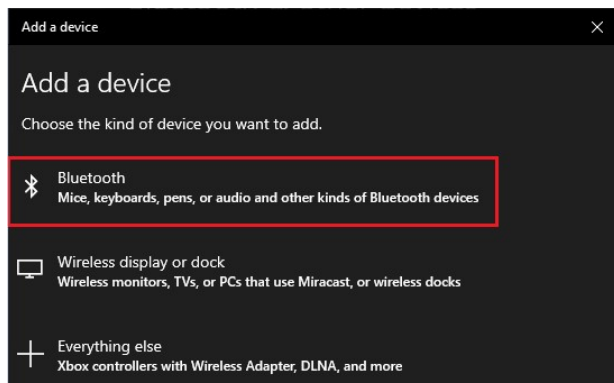 Add a device
Add a device
Choose the kind of device you want to add.
Bluetooth
Mice, keyboards, pens, or audio and other kinds of Bluetooth devices
Wireless display or dock
Wireless monitors, TVs, or PCs that use Miracast, or wireless docks
Everything else
Xbox controllers with Wireless Adapter, DLNA, and more